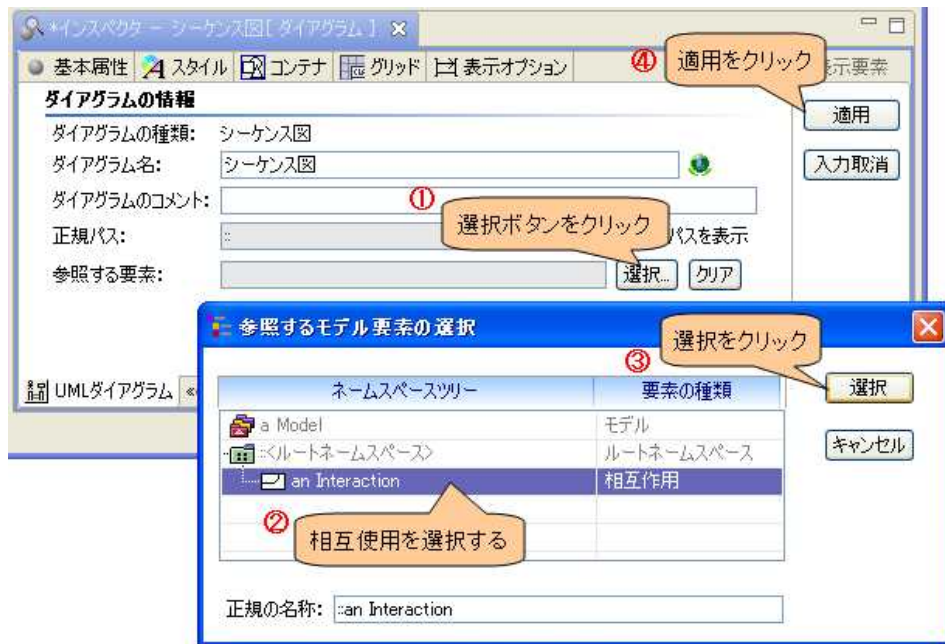 *インスペクター － シーケンス図[ダイアグラム]
基本属性 スタイル コンテナ グリッド 表示オプション ④ 適用をクリック 示要素
ダイアグラムの情報
適用
ダイアグラムの種類: シーケンス図
ダイアグラム名: シーケンス図
入力取消
ダイアグラムのコメント:
①
選択ボタンをクリック
正規パス: :: パスを表示
参照する要素: 選択... クリア
参照するモデル要素の選択
選択をクリック
③
UMLダイアグラム «
ネームスペースツリー 要素の種類
選択
a Model モデル
::<ルートネームスペース> ルートネームスペース
キャンセル
an Interaction 相互作用
②
相互使用を選択する
正規の名称: ::an Interaction